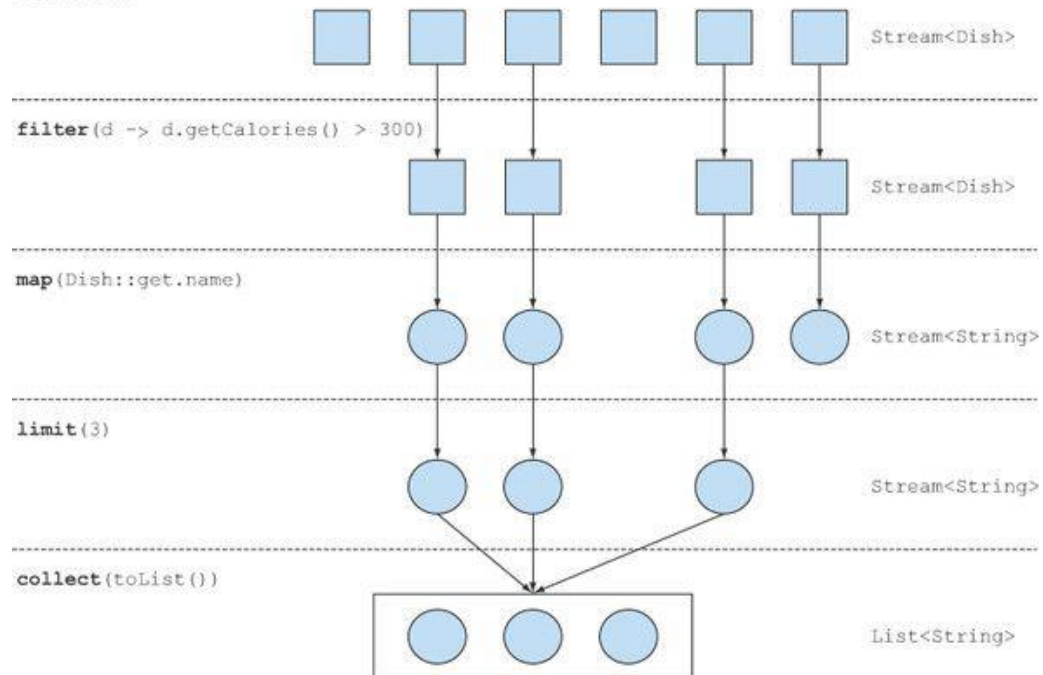 Stream<Dish>
filter(d -> d.getCalories() > 300)
Stream<Dish>
map(Dish::get.name)
Stream<String>
limit(3)
Stream<String>
collect(toList())
List<String>